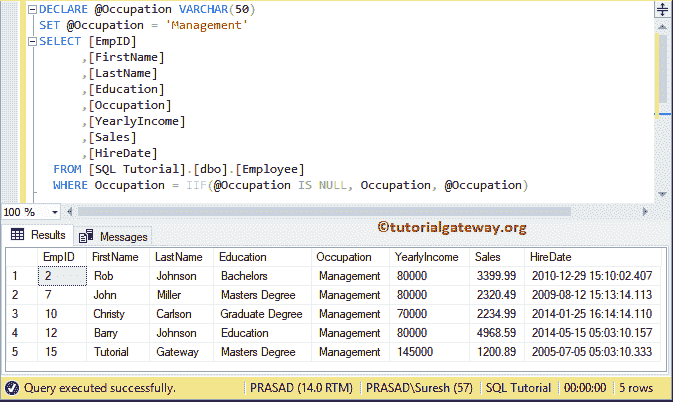 DECLARE @Occupation VARCHAR(50)
SET @Occupation = 'Management'
SELECT [EmpID]
,[FirstName]
,[LastName]
,[Education]
,[Occupation]
,[YearlyIncome]
,[Sales]
,[HireDate]
FROM [SQL Tutorial].[dbo].[Employee]
WHERE Occupation = IIF(@Occupation IS NULL, Occupation, @Occupation)
100 %
©tutorialgateway.org
Results Messages
EmpID FirstName LastName Education Occupation YearlyIncome Sales HireDate
1 2 Rob Johnson Bachelors Management 80000 3399.99 2010-12-29 15:10:02.407
2 7 John Miller Masters Degree Management 80000 2320.49 2009-08-12 15:13:14.113
3 10 Christy Carlson Graduate Degree Management 70000 2234.99 2014-01-25 16:14:14.110
4 12 Barry Johnson Education Management 80000 4968.59 2014-05-15 05:03:10.157
5 15 Tutorial Gateway Masters Degree Management 145000 1200.89 2005-07-05 05:03:10.333
Query executed successfully. PRASAD (14.0 RTM) PRASAD\Suresh (57) SQL Tutorial 00:00:00 5 rows